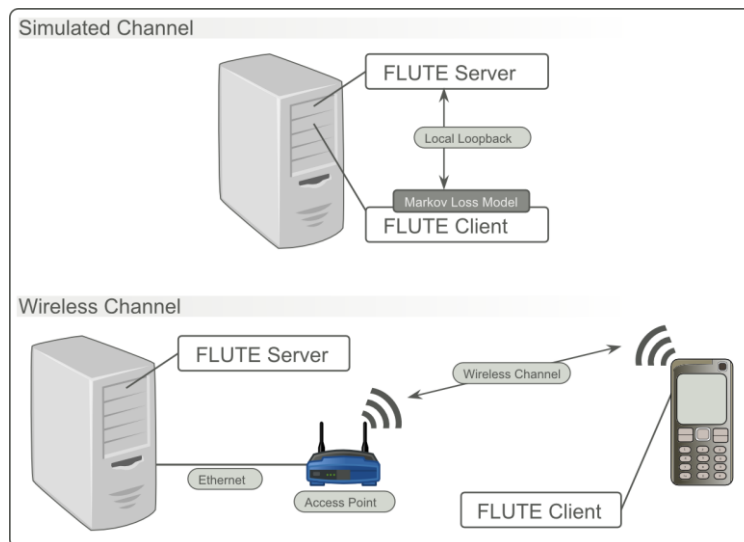 Simulated Channel
FLUTE Server
Local Loopback
Markov Loss Model
FLUTE Client
Wireless Channel
FLUTE Server
Wireless Channel
Ethernet
Access Point
FLUTE Client